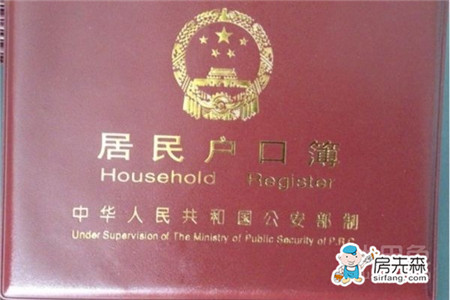 居民户口簿
Household Register
中华人民共和国公安部制
Under Supervision of The Ministry of Public Security of P.R.C
房先森
sirfang.com